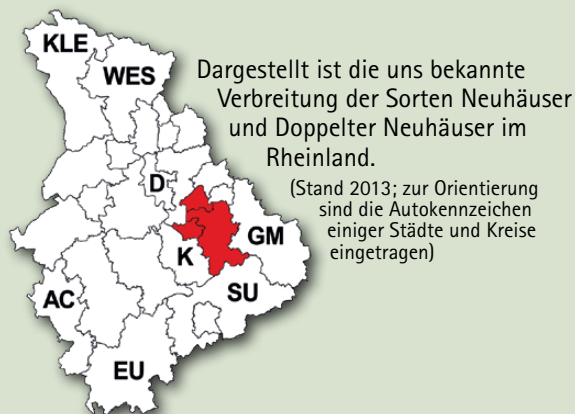 KLE
WES
Dargestellt ist die uns bekannte
Verbreitung der Sorten Neuhäuser
und Doppelter Neuhäuser im
Rheinland.
(Stand 2013; zur Orientierung
sind die Autokennzeichen
einiger Städte und Kreise
eingetragen)
D
GM
K
SU
AC
EU